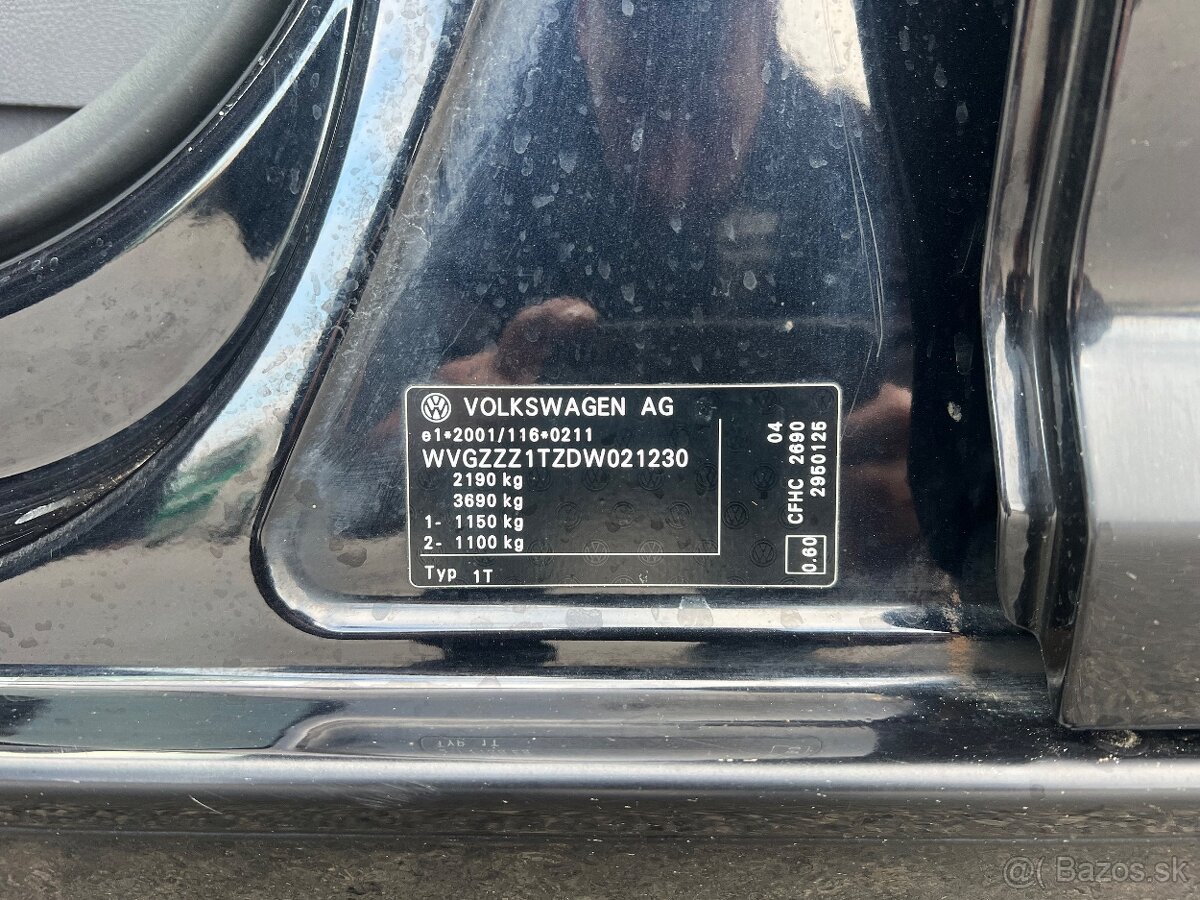 VOLKSWAGEN AG
e1*2001/116*0211
WVGZZZ1TZDW021230
2190 kg
3690 kg
1- 1150 kg
2- 1100 kg
Typ 1T
04
CFHC 2690
2950125
0.60
@( Bazos.sk